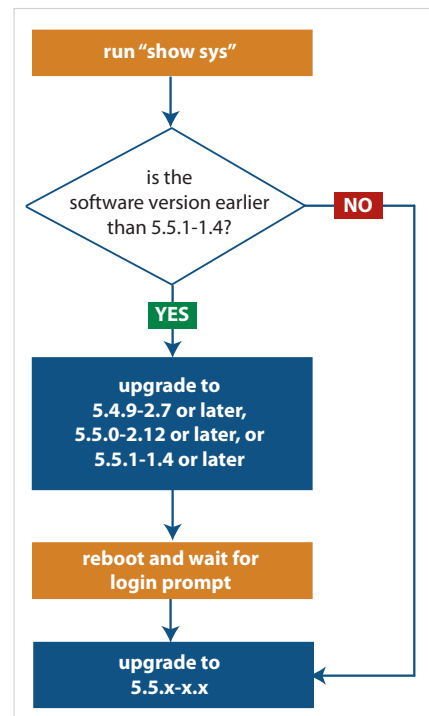 run “show sys”
is the
software version earlier
than 5.5.1-1.4?
NO
YES
upgrade to
5.4.9-2.7 or later,
5.5.0-2.12 or later, or
5.5.1-1.4 or later
reboot and wait for
login prompt
upgrade to
5.5.x-x.x